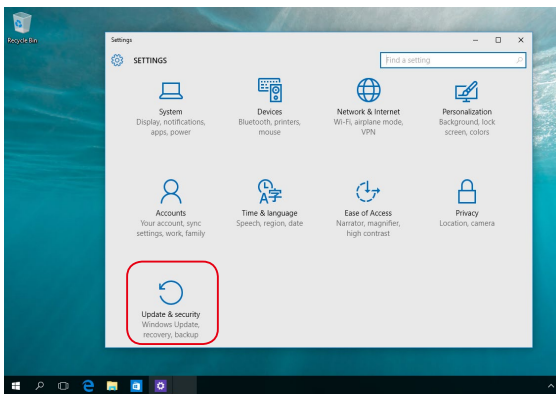 Recycle Bin
Settings
SETTINGS
Find a setting
System
Display, notifications,
apps, power
Devices
Bluetooth, printers,
mouse
Network & Internet
Wi-Fi, airplane mode,
VPN
Personalization
Background, lock
screen, colors
Accounts
Your account, sync
settings, work, family
Time & language
Speech, region, date
Ease of Access
Narrator, magnifier,
high contrast
Privacy
Location, camera
Update & security
Windows Update,
recovery, backup